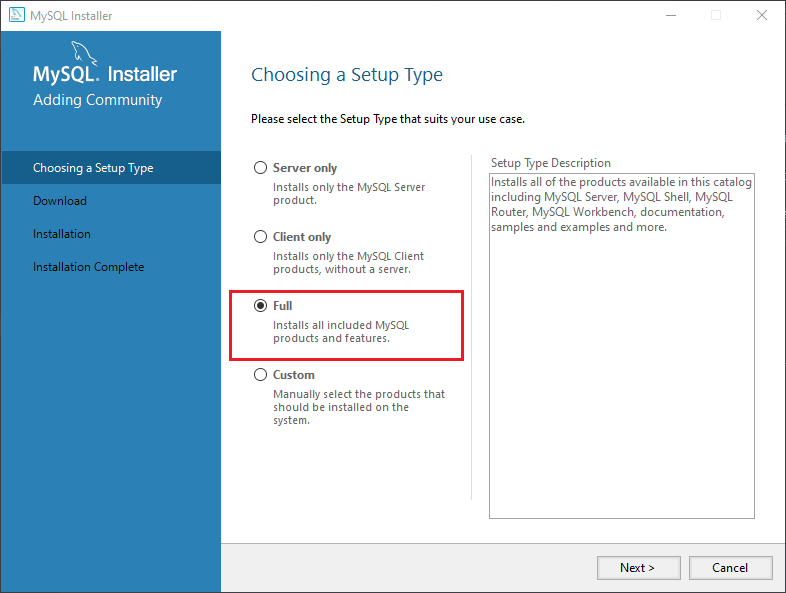 MySQL Installer
MySQL. Installer
Adding Community
Choosing a Setup Type
Download
Installation
Installation Complete
Choosing a Setup Type
Please select the Setup Type that suits your use case.
Server only
Installs only the MySQL Server
product.
Client only
Installs only the MySQL Client
products, without a server.
Full
Installs all included MySQL
products and features.
Custom
Manually select the products that
should be installed on the
system.
Setup Type Description
Installs all of the products available in this catalog
including MySQL Server, MySQL Shell, MySQL
Router, MySQL Workbench, documentation,
samples and examples and more.
Next >
Cancel